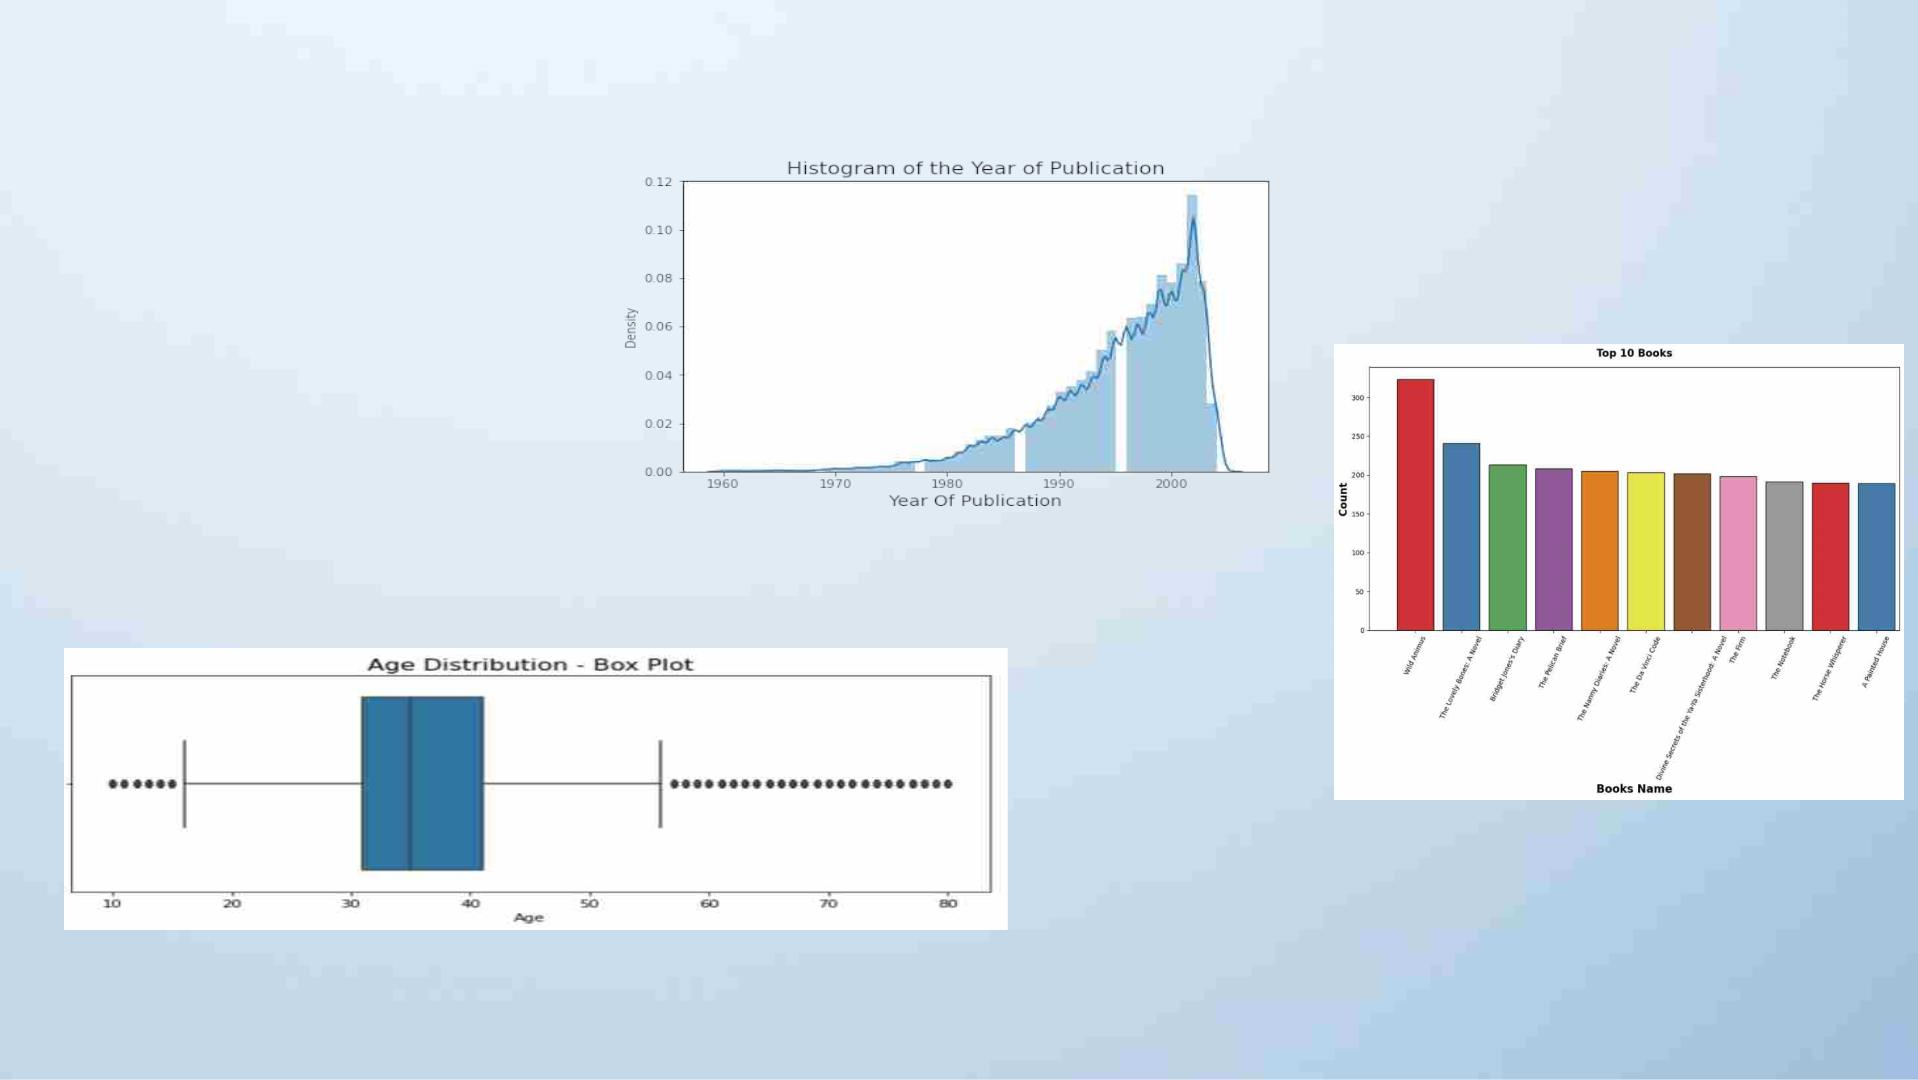 Histogram of the Year of Publication
0.12
0.10
0.08
0.06
0.04
0.02
0.00
Density
1960 1970 1980 1990 2000
Year Of Publication
Top 10 Books
300
250
200
150
100
50
0
Count
Wild Animus
The Lovely Bones: A Novel
Bridget Jones's Diary
The Pelican Brief
The Nanny Diaries: A Novel
The Da Vinci Code
Divine Secrets of the Ya-Ya Sisterhood: A Novel
The Firm
The Notebook
The Horse Whisperer
A Painted House
Books Name
Age Distribution - Box Plot
10 20 30 40 50 60 70 80
Age